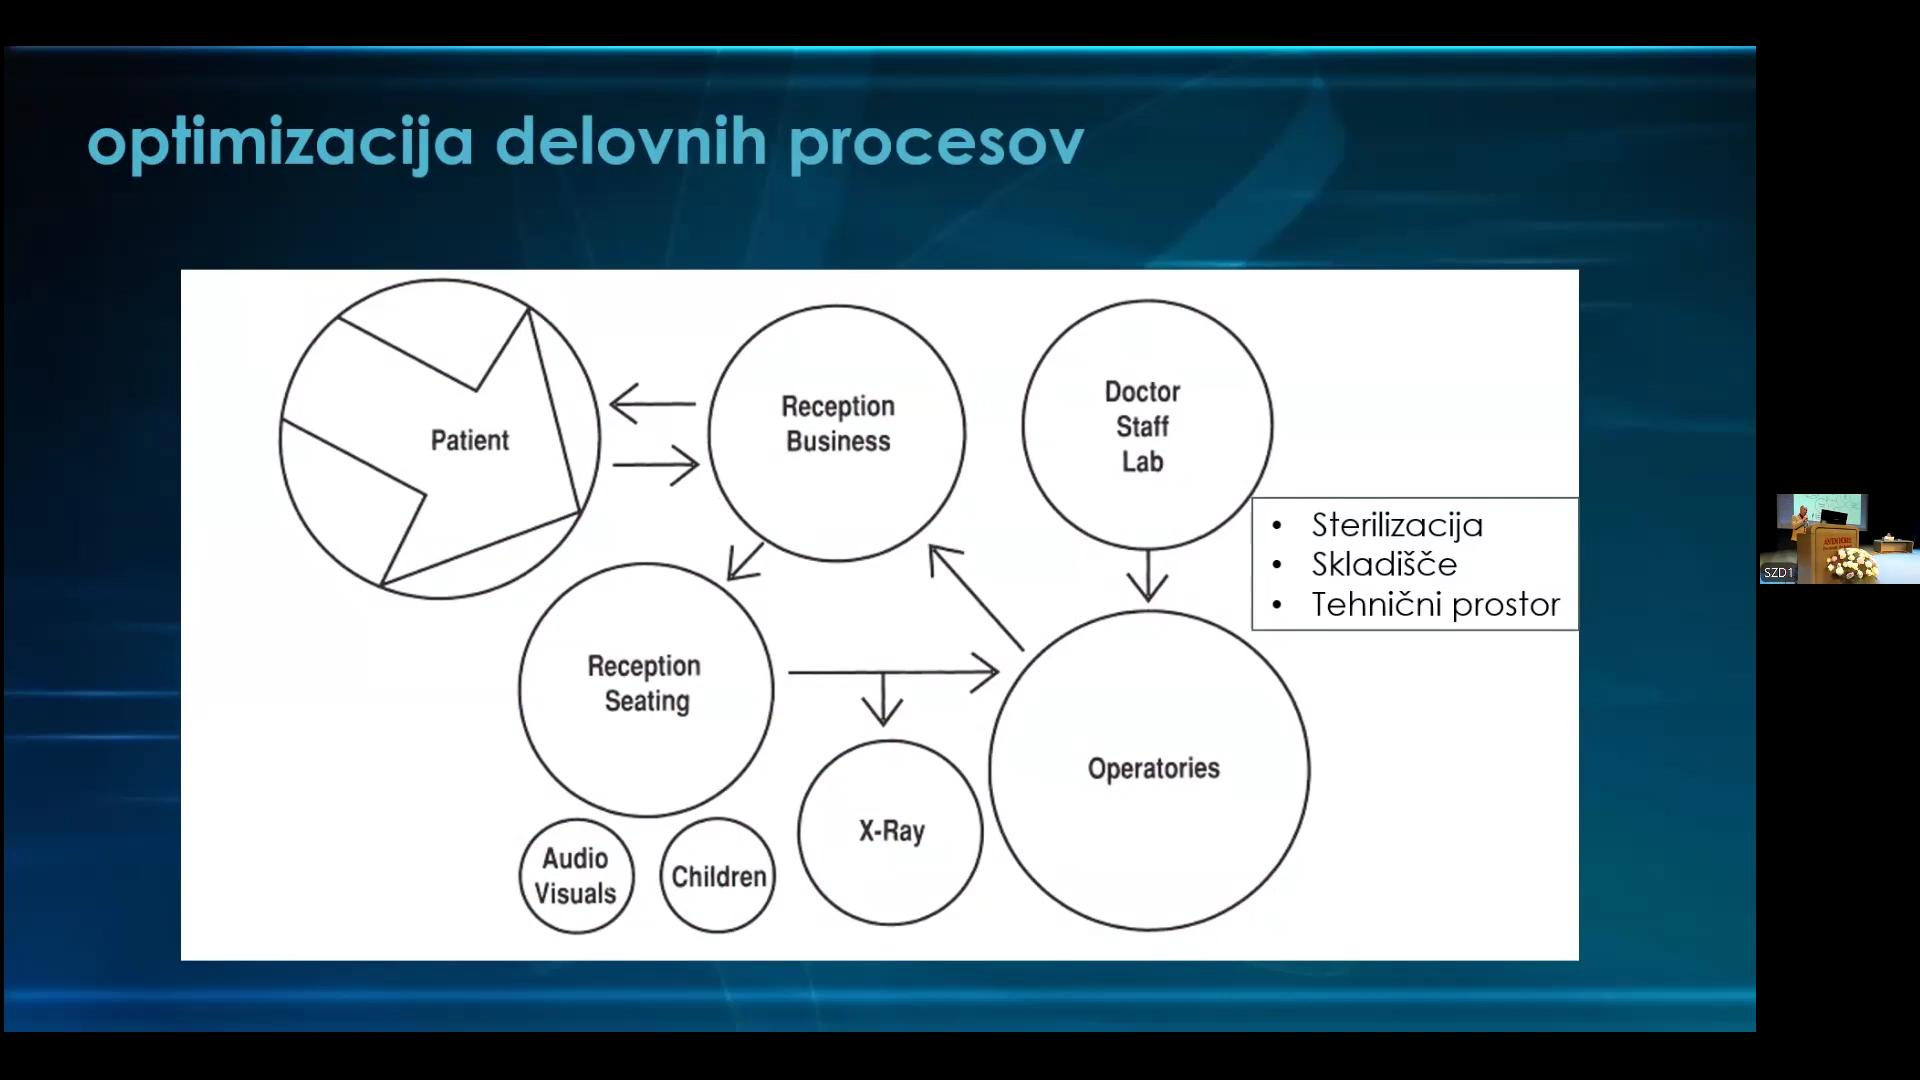 optimizacija delovnih procesov
Patient
Reception
Business
Doctor
Staff
Lab
• Sterilizacija
• Skladišče
• Tehnični prostor
Reception
Seating
Operatories
X-Ray
Audio
Visuals
Children
SZD1